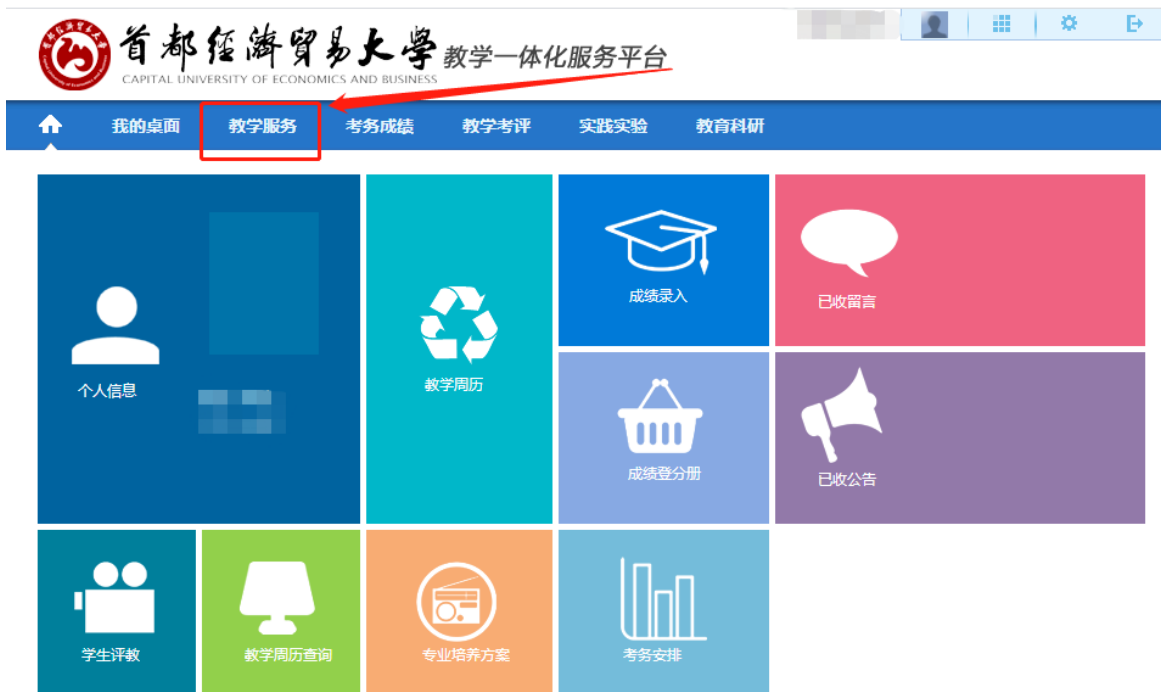 首都經濟貿易大學 教学一体化服务平台
CAPITAL UNIVERSITY OF ECONOMICS AND BUSINESS
我的桌面 教学服务 考务成绩 教学考评 实践实验 教育科研
个人信息
教学周历
成绩录入
已收留言
成绩登分册
已收公告
学生评教
教学周历查询
专业培养方案
考务安排